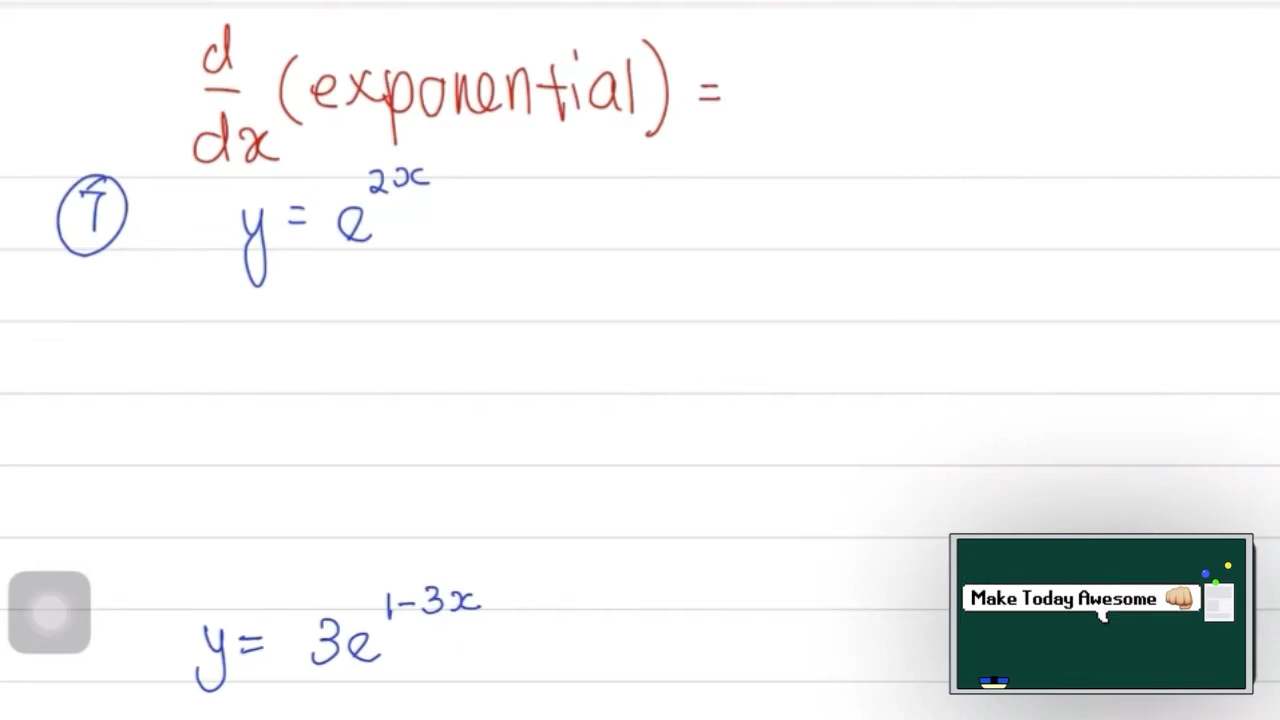 d/dx (exponential) =
⑦ y = e^{2x}
y = 3e^{1-3x}
Make Today Awesome 👊